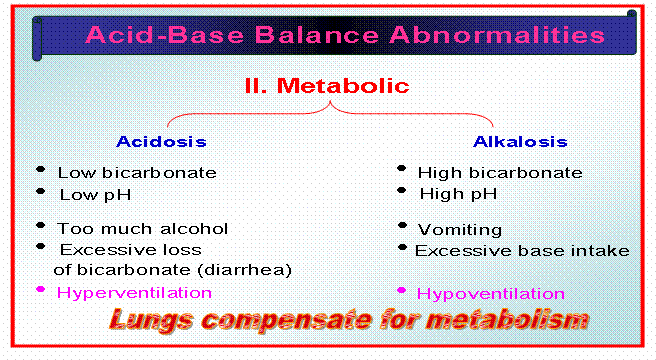 Acid-Base Balance Abnormalities
II. Metabolic
Acidosis
• Low bicarbonate
• Low pH
• Too much alcohol
• Excessive loss
of bicarbonate (diarrhea)
• Hyperventilation
Alkalosis
• High bicarbonate
• High pH
• Vomiting
• Excessive base intake
• Hypoventilation
Lungs compensate for metabolism